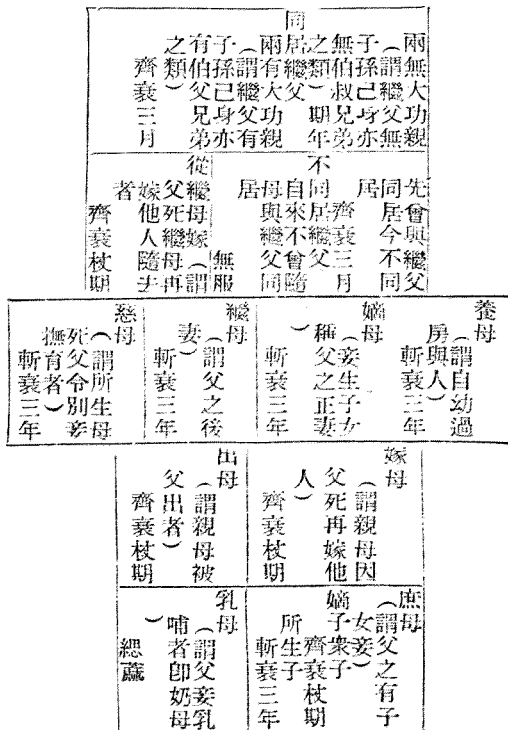 兩無大功親
（謂繼父無
子孫己身亦
無伯叔兄弟
之類）期年
同居繼父
兩有大功親
（謂繼父有
子孫己身亦
有伯父兄弟
之類）
齊衰三月
先曾與繼父
同居今不同
居
齊衰三月
不同居繼父
自來不曾隨
母與繼父同
居
無服
從繼母嫁（謂
父死繼母再
嫁他人隨去
者
齊衰杖期
養母
（謂自幼過
房與人）
斬衰三年
嫡母
（妾生子女
稱父之正妻
）
斬衰三年
繼母
（謂父之後
妻）
斬衰三年
慈母
（謂所生母
死父令別妾
撫育者）
斬衰三年
嫁母
（謂親母因
父死再嫁他
人）
齊衰杖期
出母
（謂親母被
父出者）
齊衰杖期
庶母
（謂父之有子
女妾）
嫡子衆子
齊衰杖期
所生子
斬衰三年
乳母
（謂父妾乳
哺者卽奶母
）
緦蔴